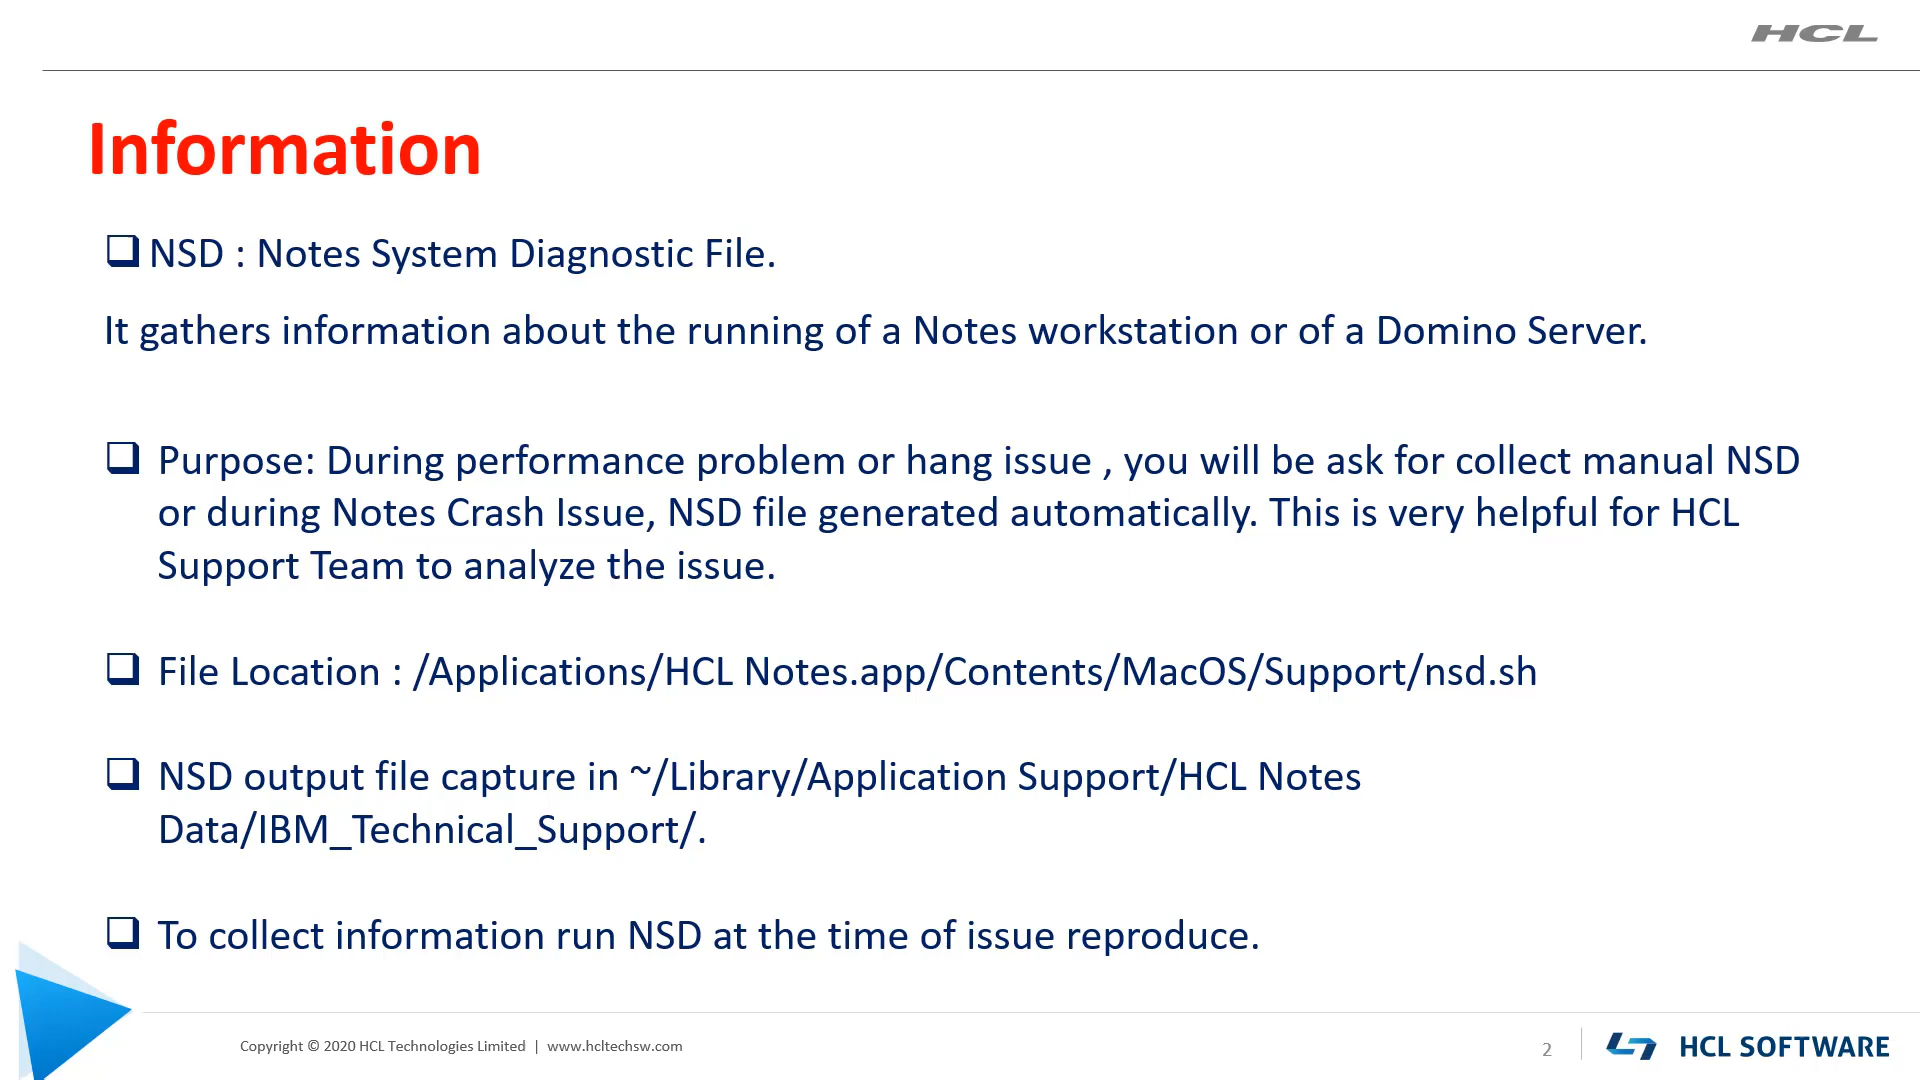 HCL
Information
NSD : Notes System Diagnostic File.
It gathers information about the running of a Notes workstation or of a Domino Server.
Purpose: During performance problem or hang issue , you will be ask for collect manual NSD
or during Notes Crash Issue, NSD file generated automatically. This is very helpful for HCL
Support Team to analyze the issue.
File Location : /Applications/HCL Notes.app/Contents/MacOS/Support/nsd.sh
NSD output file capture in ~/Library/Application Support/HCL Notes
Data/IBM_Technical_Support/.
To collect information run NSD at the time of issue reproduce.
Copyright © 2020 HCL Technologies Limited | www.hcltechsw.com
2
HCL SOFTWARE